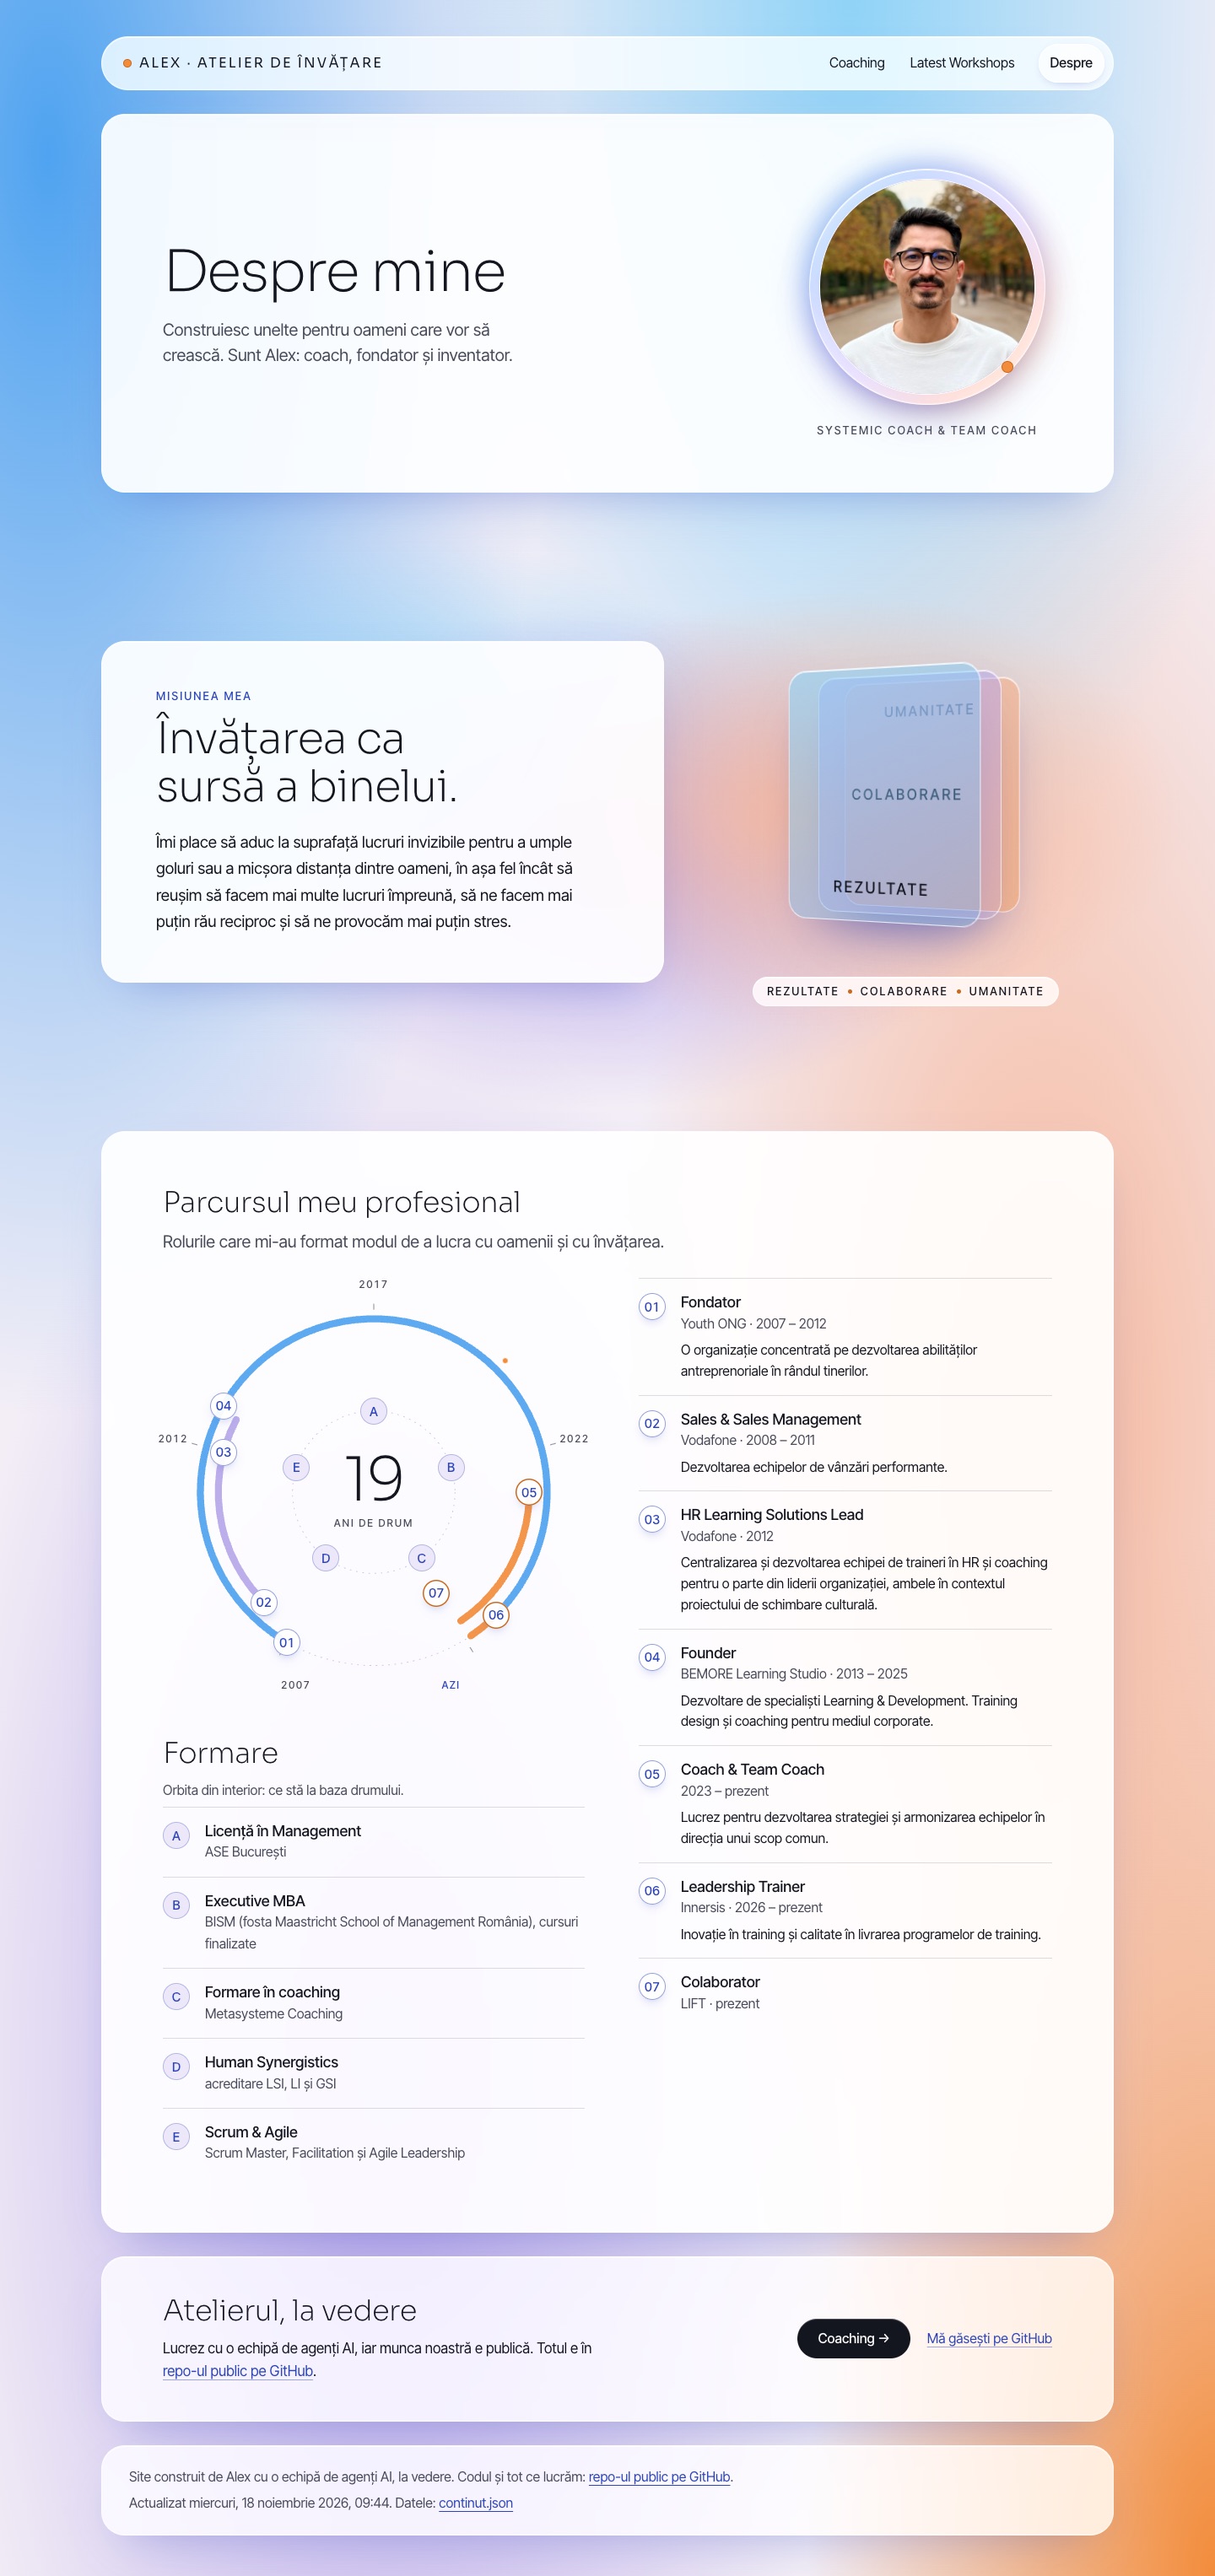 ALEX · ATELIER DE ÎNVĂȚARE
Coaching
Latest Workshops
Despre
Despre mine
Construiesc unelte pentru oameni care vor să
crească. Sunt Alex: coach, fondator și inventator.
SYSTEMIC COACH & TEAM COACH
MISIUNEA MEA
Învățarea ca
sursă a binelui.
Îmi place să aduc la suprafață lucruri invizibile pentru a umple
goluri sau a micșora distanța dintre oameni, în așa fel încât să
reușim să facem mai multe lucruri împreună, să ne facem mai
puțin rău reciproc și să ne provocăm mai puțin stres.
UMANITATE
COLABORARE
REZULTATE
REZULTATE • COLABORARE • UMANITATE
Parcursul meu profesional
Rolurile care mi-au format modul de a lucra cu oamenii și cu învățarea.
2017
04
A
2012
2022
03
E
19
B
05
ANI DE DRUM
D
C
07
02
06
01
2007
AZI
Formare
Orbita din interior: ce stă la baza drumului.
A
Licență în Management
ASE București
B
Executive MBA
BISM (fosta Maastricht School of Management România), cursuri
finalizate
C
Formare în coaching
Metasysteme Coaching
D
Human Synergistics
acreditare LSI, LI și GSI
E
Scrum & Agile
Scrum Master, Facilitation și Agile Leadership
01
Fondator
Youth ONG · 2007 – 2012
O organizație concentrată pe dezvoltarea abilităților
antreprenoriale în rândul tinerilor.
02
Sales & Sales Management
Vodafone · 2008 – 2011
Dezvoltarea echipelor de vânzări performante.
03
HR Learning Solutions Lead
Vodafone · 2012
Centralizarea și dezvoltarea echipei de traineri în HR și coaching
pentru o parte din liderii organizației, ambele în contextul
proiectului de schimbare culturală.
04
Founder
BEMORE Learning Studio · 2013 – 2025
Dezvoltare de specialiști Learning & Development. Training
design și coaching pentru mediul corporate.
05
Coach & Team Coach
2023 – prezent
Lucrez pentru dezvoltarea strategiei și armonizarea echipelor în
direcția unui scop comun.
06
Leadership Trainer
Innersis · 2026 – prezent
Inovație în training și calitate în livrarea programelor de training.
07
Colaborator
LIFT · prezent
Atelierul, la vedere
Lucrez cu o echipă de agenți AI, iar munca noastră e publică. Totul e în
repo-ul public pe GitHub.
Coaching →
Mă găsești pe GitHub
Site construit de Alex cu o echipă de agenți AI, la vedere. Codul și tot ce lucrăm: repo-ul public pe GitHub.
Actualizat miercuri, 18 noiembrie 2026, 09:44. Datele: continut.json